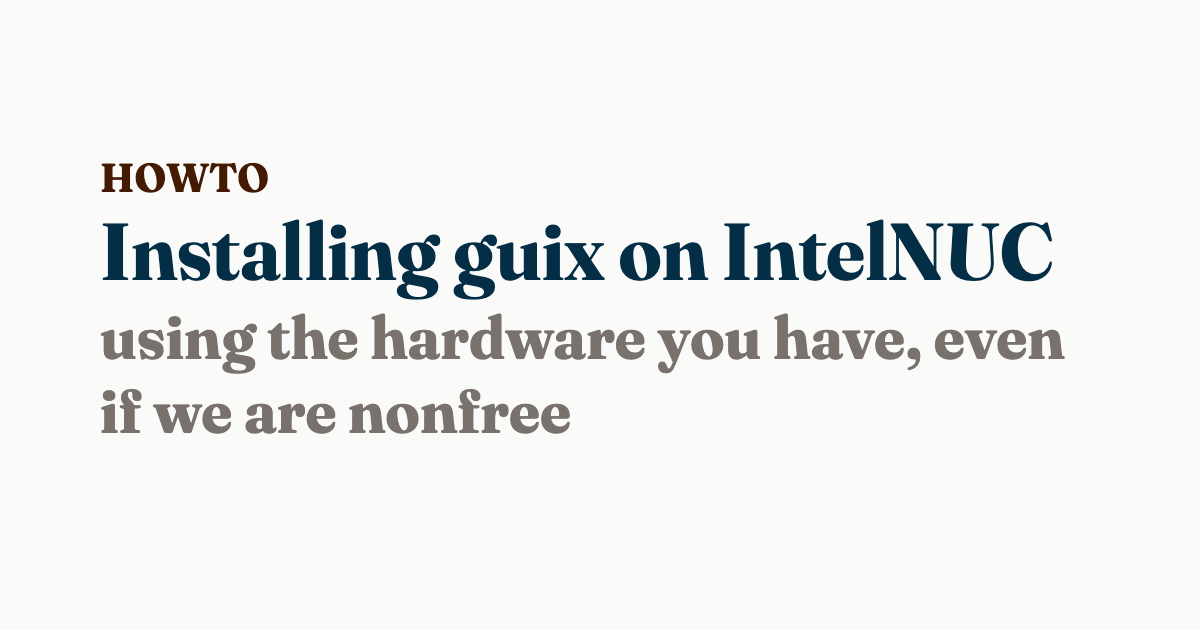 HOWTO
Installing guix on IntelNUC
using the hardware you have, even
if we are nonfree